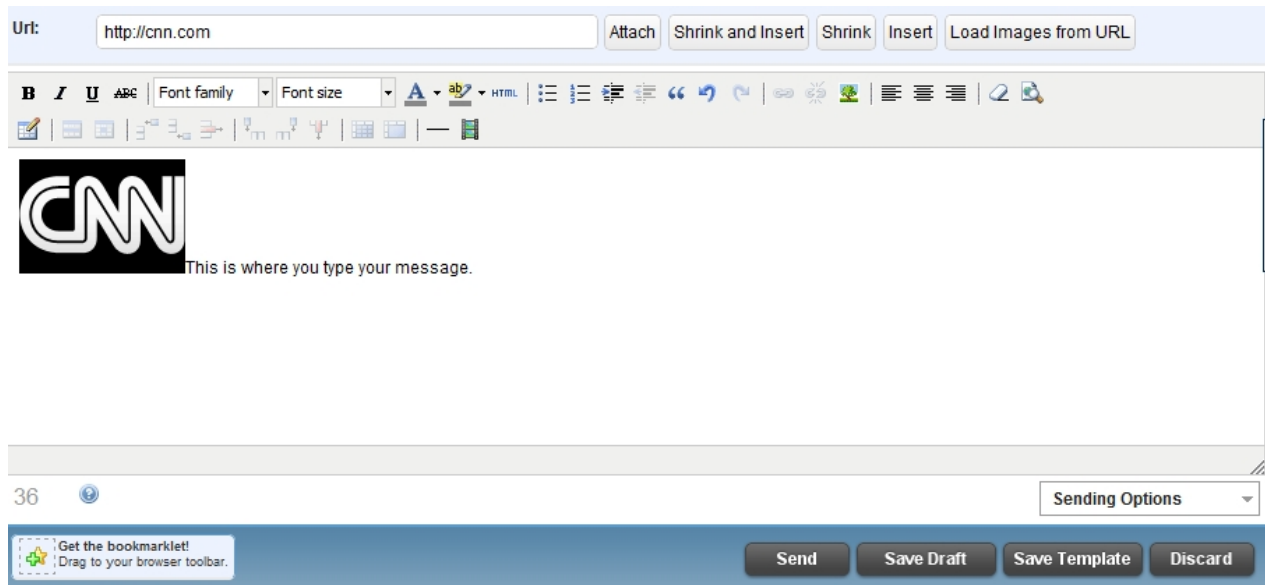 Url: http://cnn.com Attach Shrink and Insert Shrink Insert Load Images from URL
B I U ABC Font family Font size A ab HTML
CNN
This is where you type your message.
36 Sending Options
Get the bookmarklet!
Drag to your browser toolbar.
Send Save Draft Save Template Discard